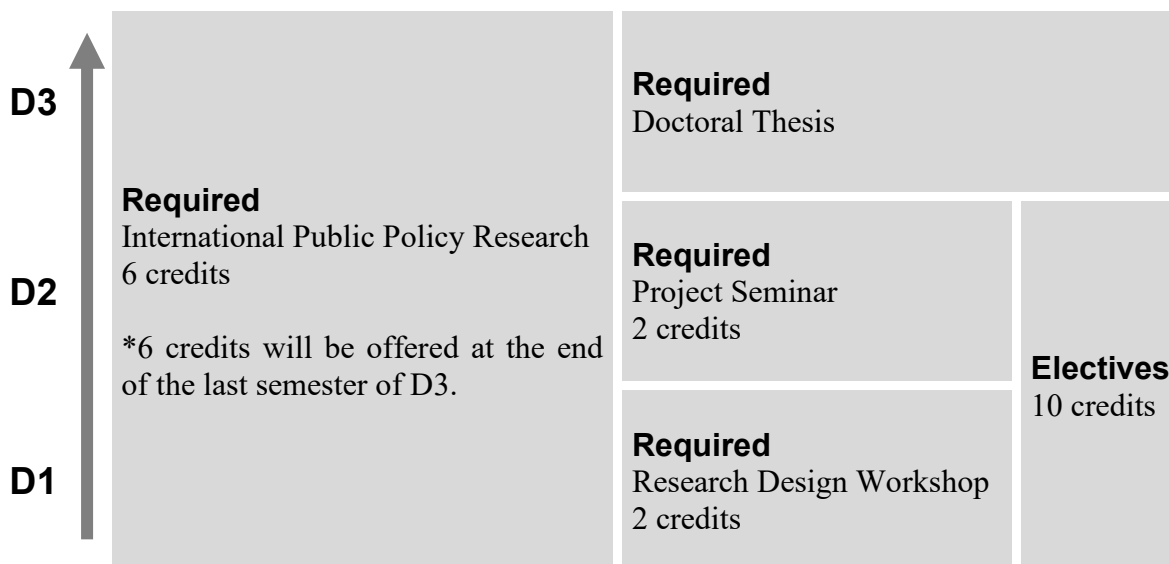 D3
D2
D1
Required
International Public Policy Research
6 credits
*6 credits will be offered at the end
of the last semester of D3.
Required
Doctoral Thesis
Required
Project Seminar
2 credits
Required
Research Design Workshop
2 credits
Electives
10 credits